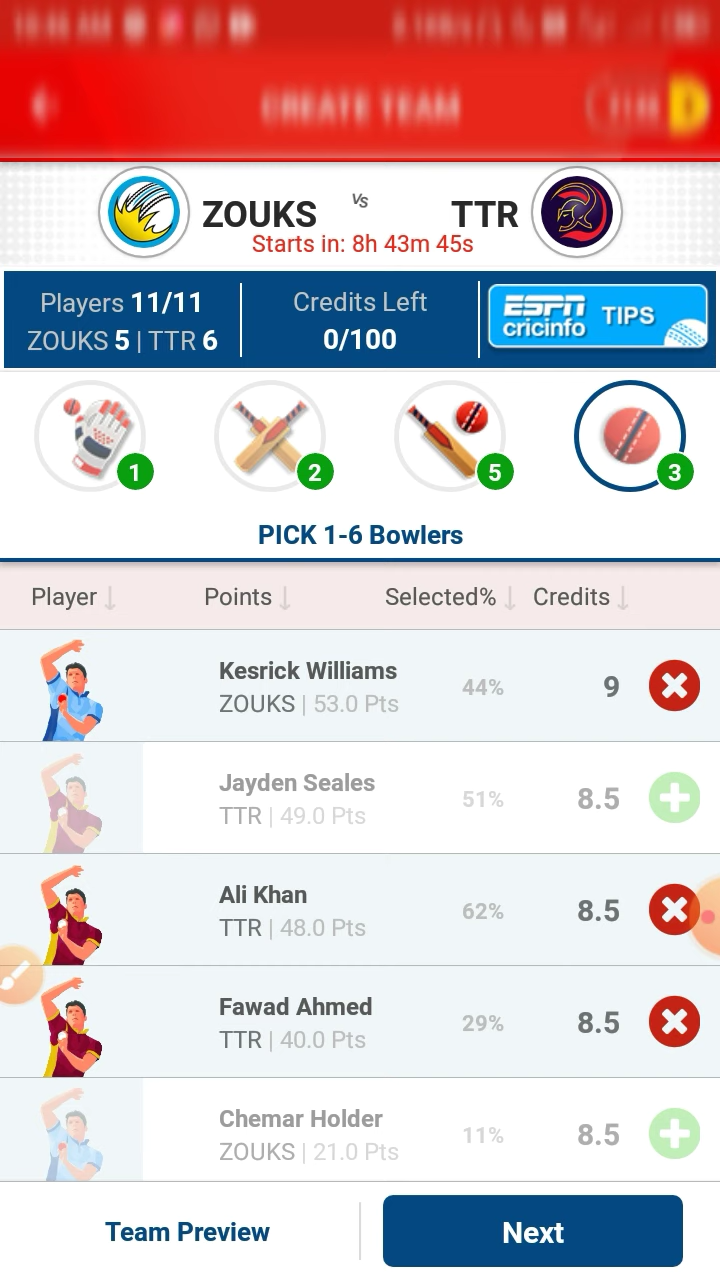 CREATE TEAM
ZOUKS vs TTR
Starts in: 8h 43m 45s
Players 11/11
ZOUKS 5 | TTR 6
Credits Left
0/100
ESPN
cricinfo
TIPS
1
2
5
3
PICK 1-6 Bowlers
Player ↓ Points ↓ Selected% ↓ Credits ↓
Kesrick Williams
ZOUKS | 53.0 Pts
44%
9
Jayden Seales
TTR | 49.0 Pts
51%
8.5
Ali Khan
TTR | 48.0 Pts
62%
8.5
Fawad Ahmed
TTR | 40.0 Pts
29%
8.5
Chemar Holder
ZOUKS | 21.0 Pts
11%
8.5
Team Preview
Next